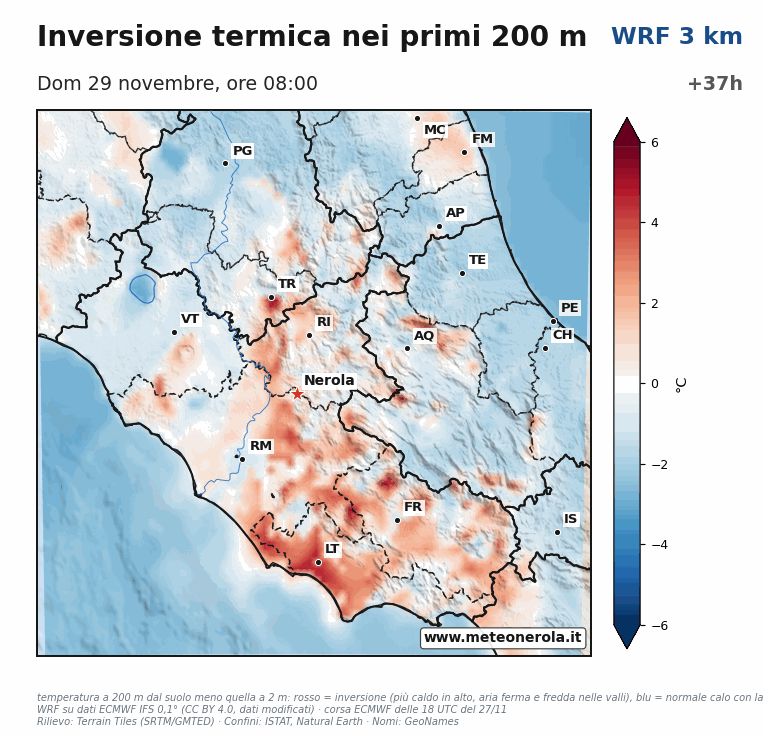 Inversione termica nei primi 200 m
WRF 3 km
Dom 29 novembre, ore 08:00
+37h
MC
FM
PG
AP
TE
TR
PE
VT
RI
AQ
CH
Nerola
RM
FR
IS
LT
www.meteonerola.it
6
4
2
0
−2
−4
−6
°C
temperatura a 200 m dal suolo meno quella a 2 m: rosso = inversione (più caldo in alto, aria ferma e fredda nelle valli), blu = normale calo con la
WRF su dati ECMWF IFS 0,1° (CC BY 4.0, dati modificati) · corsa ECMWF delle 18 UTC del 27/11
Rilievo: Terrain Tiles (SRTM/GMTED) · Confini: ISTAT, Natural Earth · Nomi: GeoNames